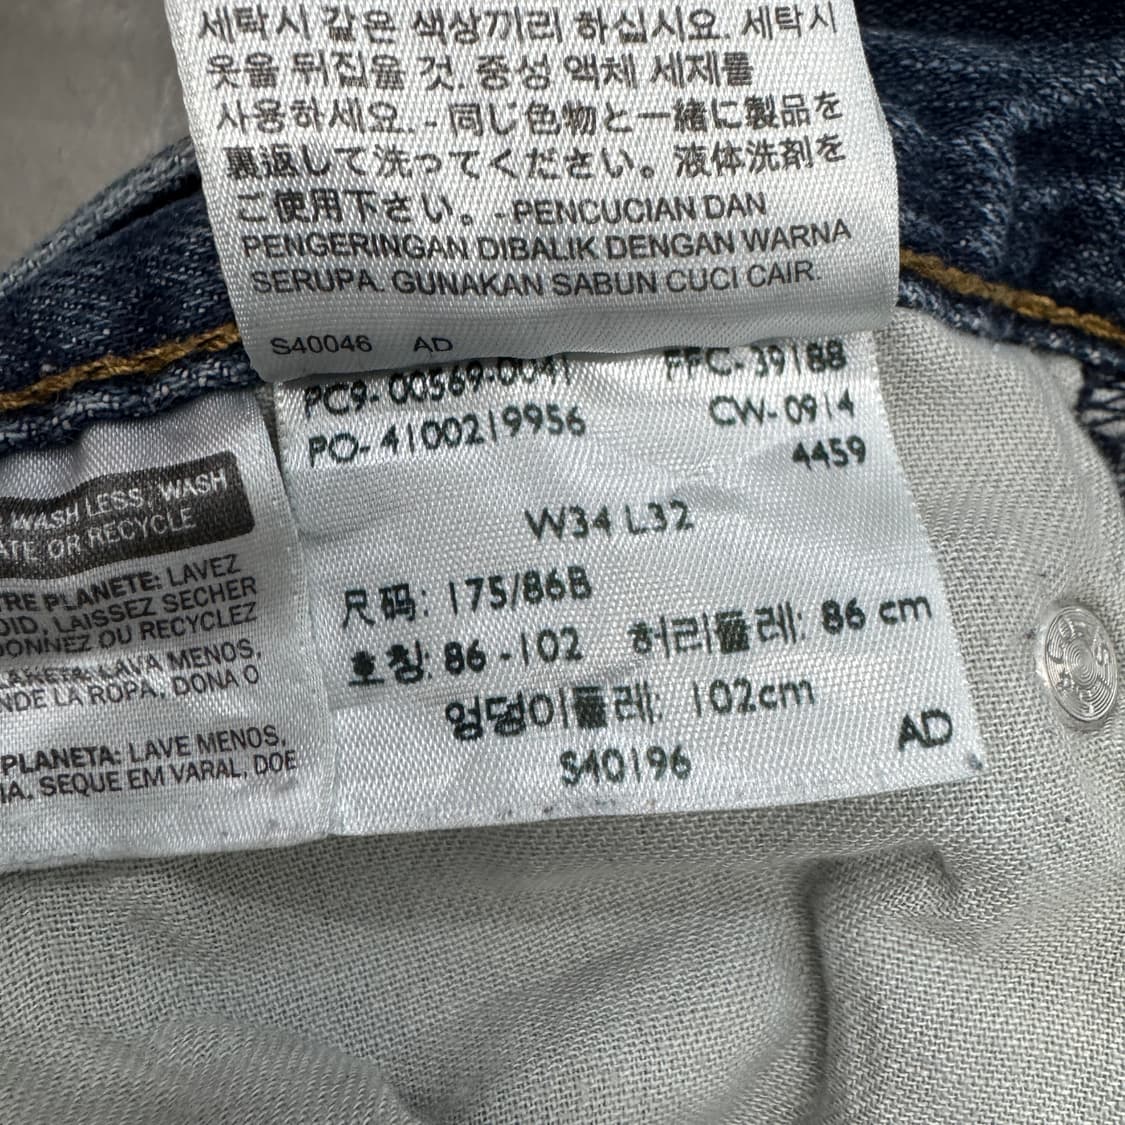 세탁시 같은 색상끼리 하십시요. 세탁시
옷을 뒤집을 것. 중성 액체 세제를
사용하세요. - 同じ色物と一緒に製品を
裏返して洗ってください。液体洗剤を
ご使用下さい。-PENCUCIAN DAN
PENGERINGAN DIBALIK DENGAN WARNA
SERUPA. GUNAKAN SABUN CUCI CAIR.
S40046 AD
PC9-00569-0041 FFC-39188
PO-4100219956 CW-0914
4459
W34 L32
尺码: 175/86B
호칭: 86-102 허리둘레: 86 cm
엉덩이둘레: 102cm
S40196 AD
WASH LESS, WASH
ATE OR RECYCLE
TRE PLANETE: LAVEZ
OID, LAISSEZ SECHER
DONNEZ OU RECYCLEZ
LAVA MENOS,
NDE LA ROPA, DONA O
PLANETA: LAVE MENOS,
IA, SEQUE EM VARAL, DOE